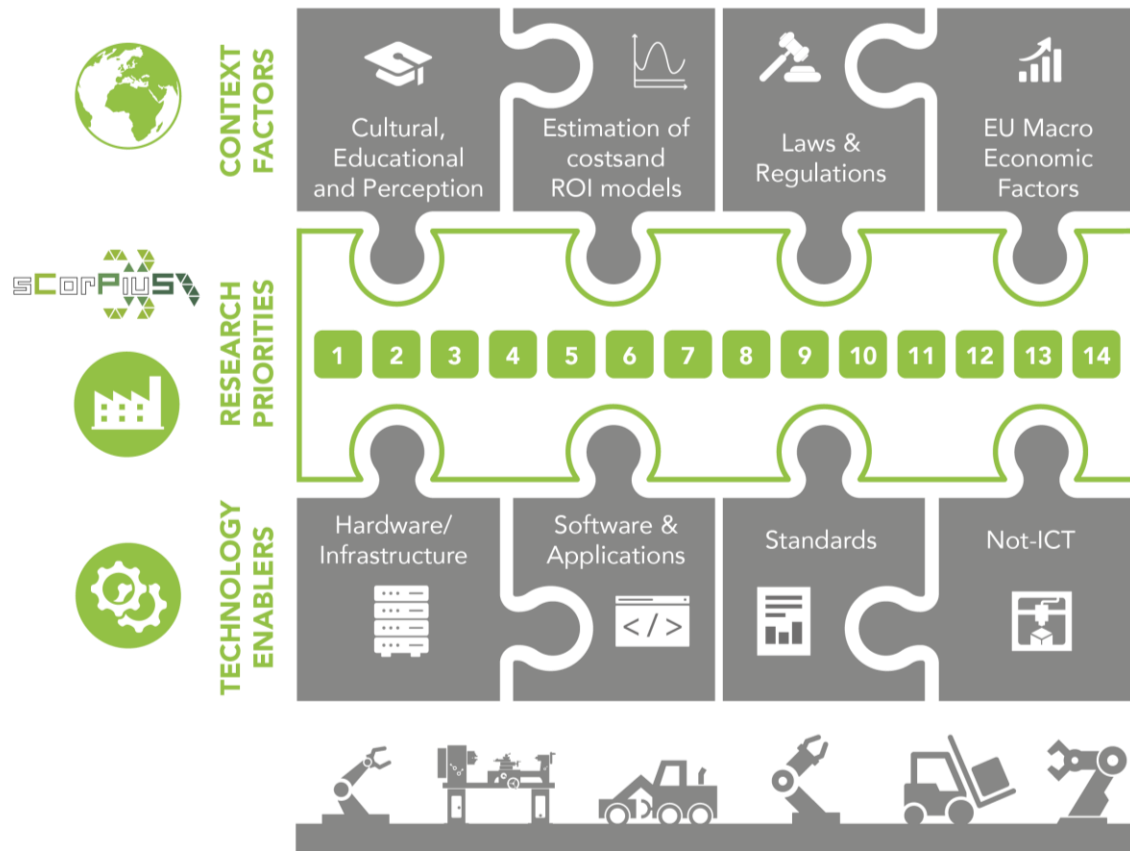 CONTEXT
FACTORS
Cultural,
Educational
and Perception
Estimation of
costsand
ROI models
Laws &
Regulations
EU Macro
Economic
Factors
sCorPiuS
RESEARCH
PRIORITIES
1 2 3 4 5 6 7 8 9 10 11 12 13 14
TECHNOLOGY
ENABLERS
Hardware/
Infrastructure
Software &
Applications
</>
Standards
Not-ICT